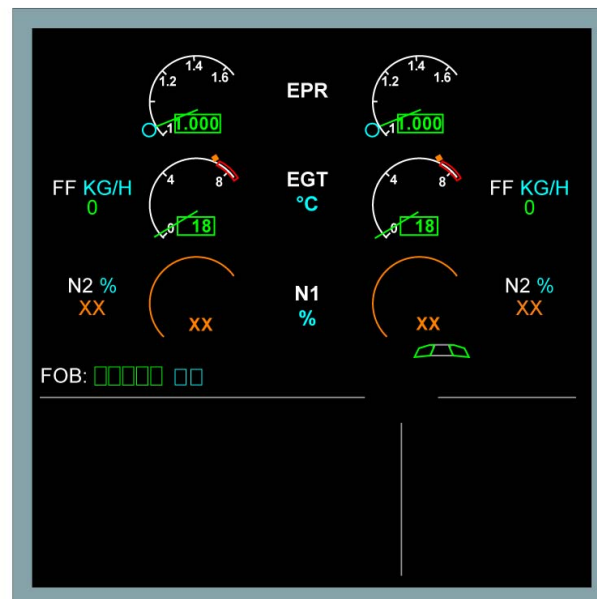 1.2 1.4 1.6 EPR 1.2 1.4 1.6
1 1.000 1 1.000
FF KG/H 4 8 EGT 4 8 FF KG/H
0 °C 0
0 18 0 18
N2 % N1 N2 %
XX XX % XX XX
FOB: